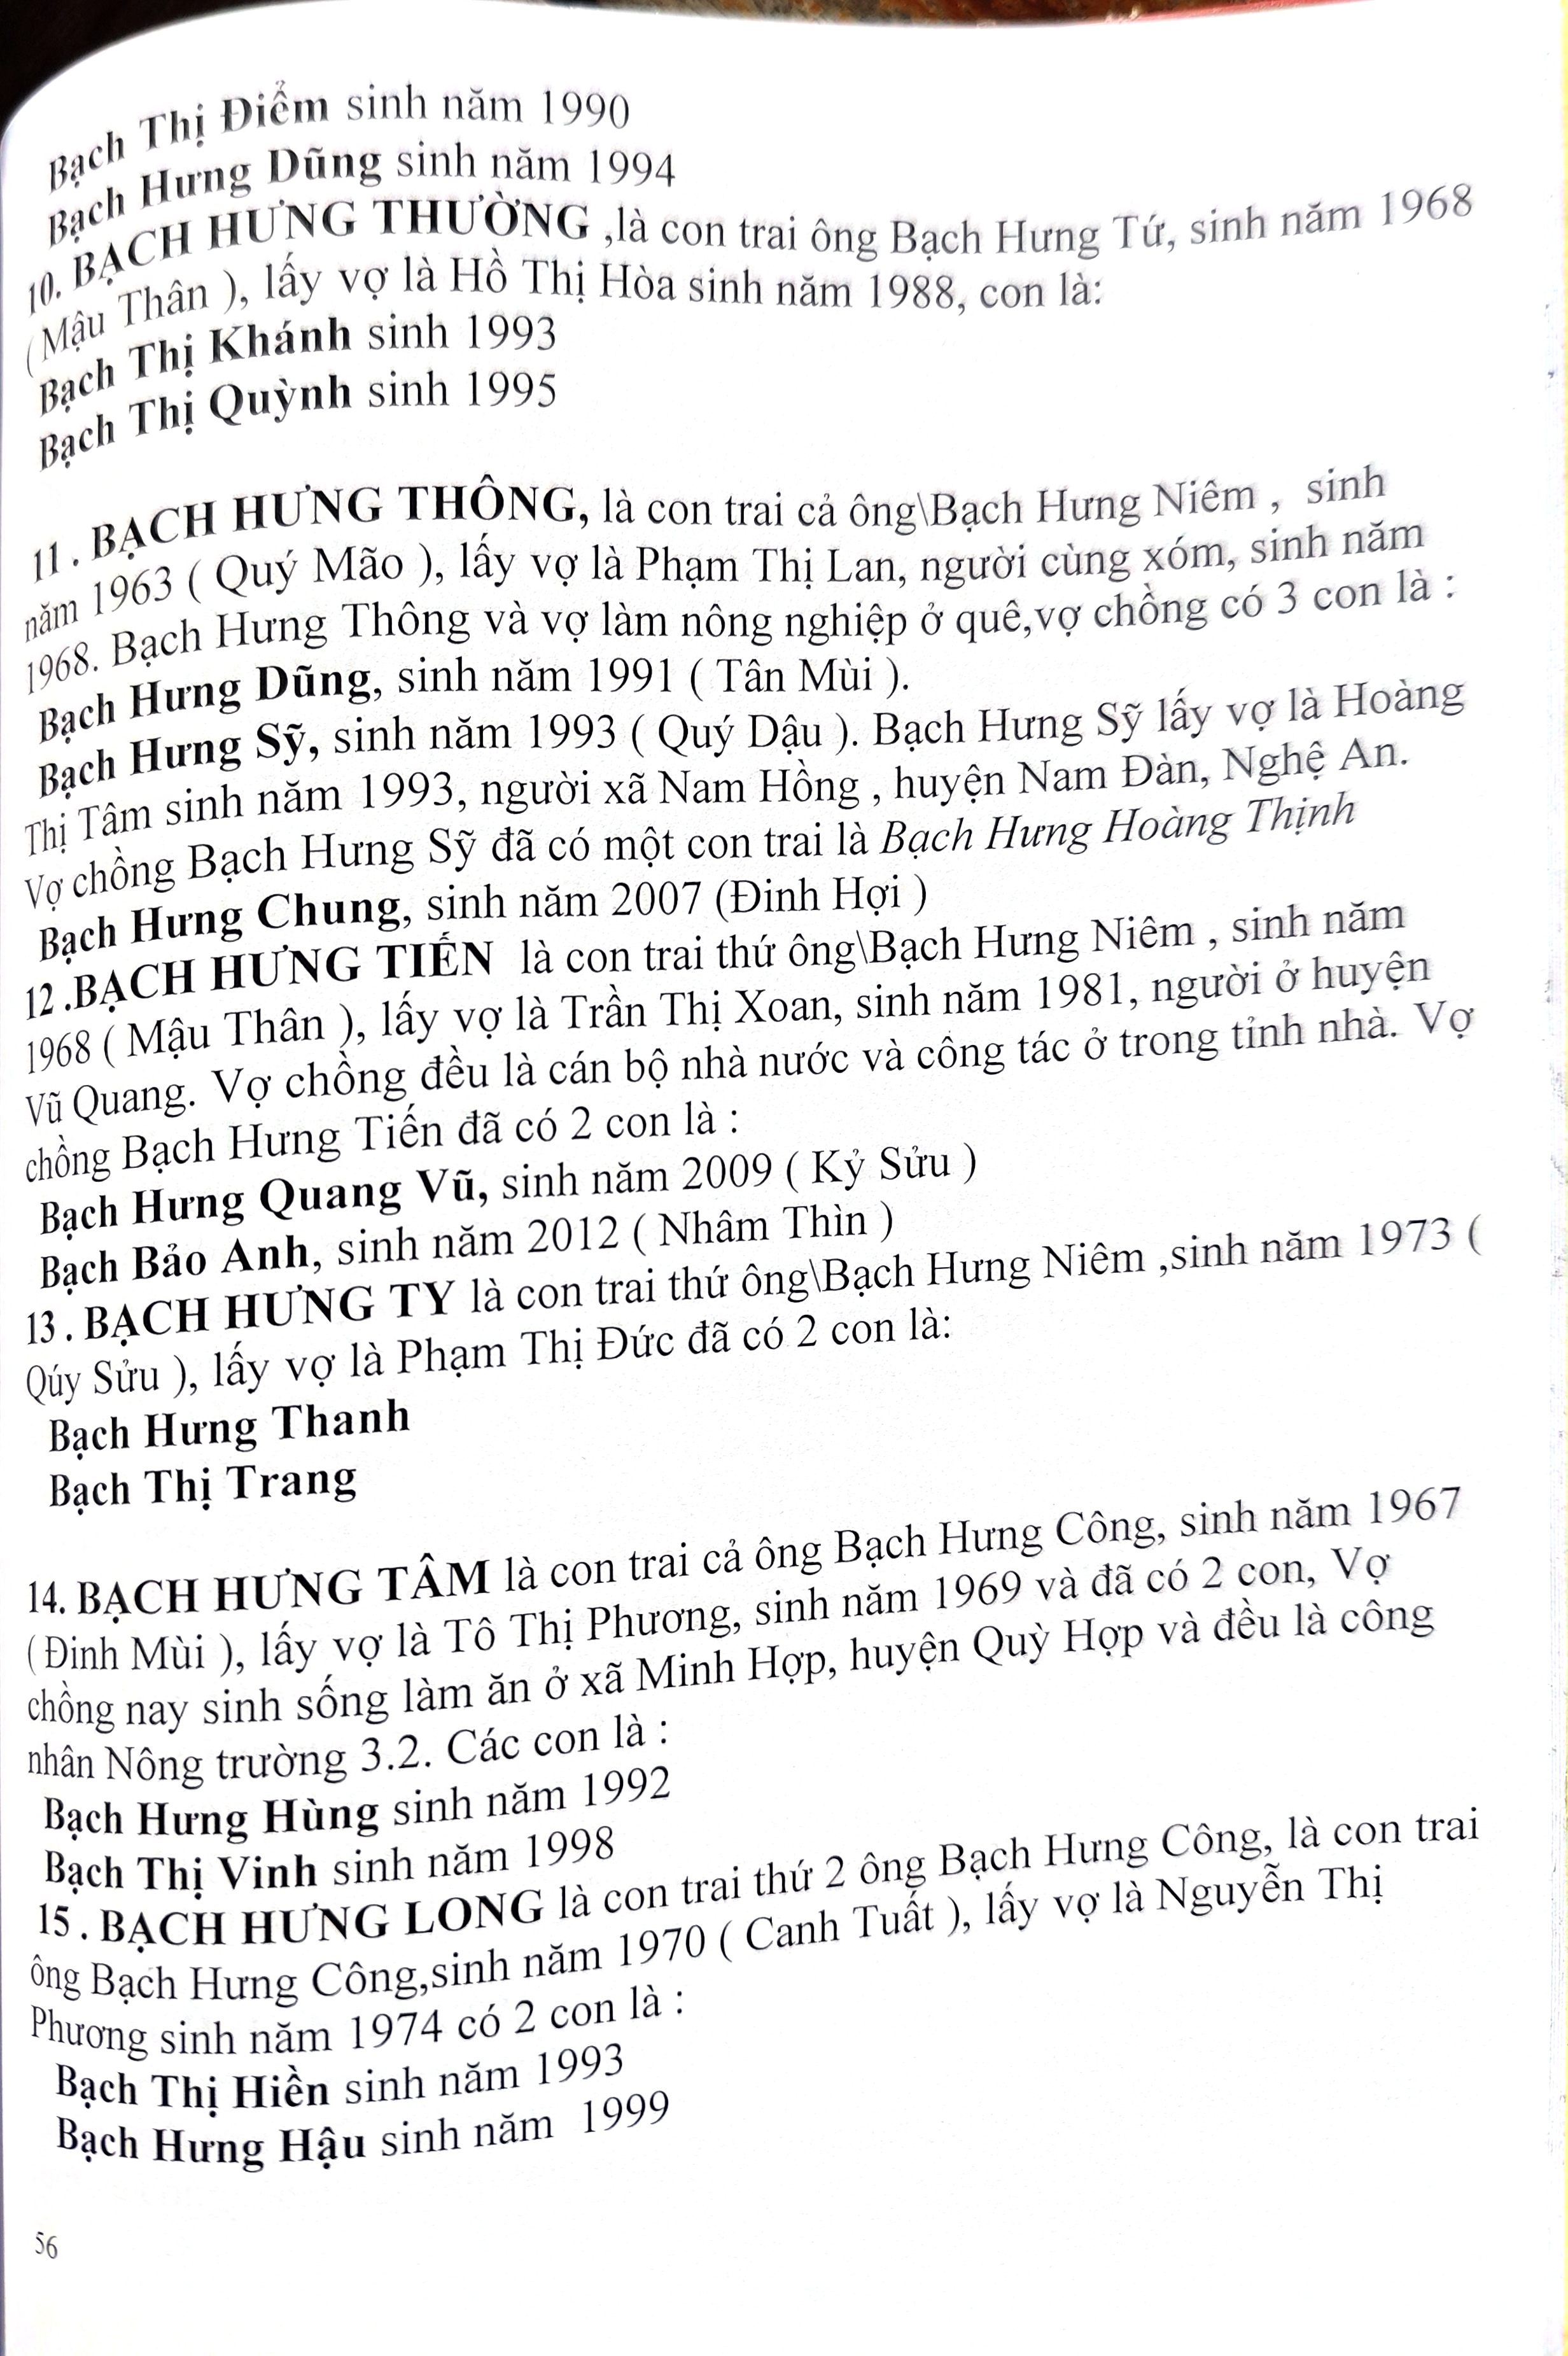 Bạch Thị Điểm sinh năm 1990
Bạch Hưng Dũng sinh năm 1994
10. BẠCH HƯNG THƯỜNG ,là con trai ông Bạch Hưng Tứ, sinh năm 1968
( Mậu Thân ), lấy vợ là Hồ Thị Hòa sinh năm 1988, con là:
Bạch Thị Khánh sinh 1993
Bạch Thị Quỳnh sinh 1995
11 . BẠCH HƯNG THÔNG, là con trai cả ông\Bạch Hưng Niêm , sinh
năm 1963 ( Quý Mão ), lấy vợ là Phạm Thị Lan, người cùng xóm, sinh năm
1968. Bạch Hưng Thông và vợ làm nông nghiệp ở quê,vợ chồng có 3 con là :
Bạch Hưng Dũng, sinh năm 1991 ( Tân Mùi ).
Bạch Hưng Sỹ, sinh năm 1993 ( Quý Dậu ). Bạch Hưng Sỹ lấy vợ là Hoàng
Thị Tâm sinh năm 1993, người xã Nam Hồng , huyện Nam Đàn, Nghệ An.
Vợ chồng Bạch Hưng Sỹ đã có một con trai là Bạch Hưng Hoàng Thịnh
Bạch Hưng Chung, sinh năm 2007 (Đinh Hợi )
12 .BẠCH HƯNG TIẾN là con trai thứ ông\Bạch Hưng Niêm , sinh năm
1968 ( Mậu Thân ), lấy vợ là Trần Thị Xoan, sinh năm 1981, người ở huyện
Vũ Quang. Vợ chồng đều là cán bộ nhà nước và công tác ở trong tỉnh nhà. Vợ
chồng Bạch Hưng Tiến đã có 2 con là :
Bạch Hưng Quang Vũ, sinh năm 2009 ( Kỷ Sửu )
Bạch Bảo Anh, sinh năm 2012 ( Nhâm Thìn )
13 . BẠCH HƯNG TY là con trai thứ ông\Bạch Hưng Niêm ,sinh năm 1973 (
Qúy Sửu ), lấy vợ là Phạm Thị Đức đã có 2 con là:
Bạch Hưng Thanh
Bạch Thị Trang
14. BẠCH HƯNG TÂM là con trai cả ông Bạch Hưng Công, sinh năm 1967
( Đinh Mùi ), lấy vợ là Tô Thị Phương, sinh năm 1969 và đã có 2 con, Vợ
chồng nay sinh sống làm ăn ở xã Minh Hợp, huyện Quỳ Hợp và đều là công
nhân Nông trường 3.2. Các con là :
Bạch Hưng Hùng sinh năm 1992
Bạch Thị Vinh sinh năm 1998
15 . BẠCH HƯNG LONG là con trai thứ 2 ông Bạch Hưng Công, là con trai
ông Bạch Hưng Công,sinh năm 1970 ( Canh Tuất ), lấy vợ là Nguyễn Thị
Phương sinh năm 1974 có 2 con là :
Bạch Thị Hiền sinh năm 1993
Bạch Hưng Hậu sinh năm 1999
56